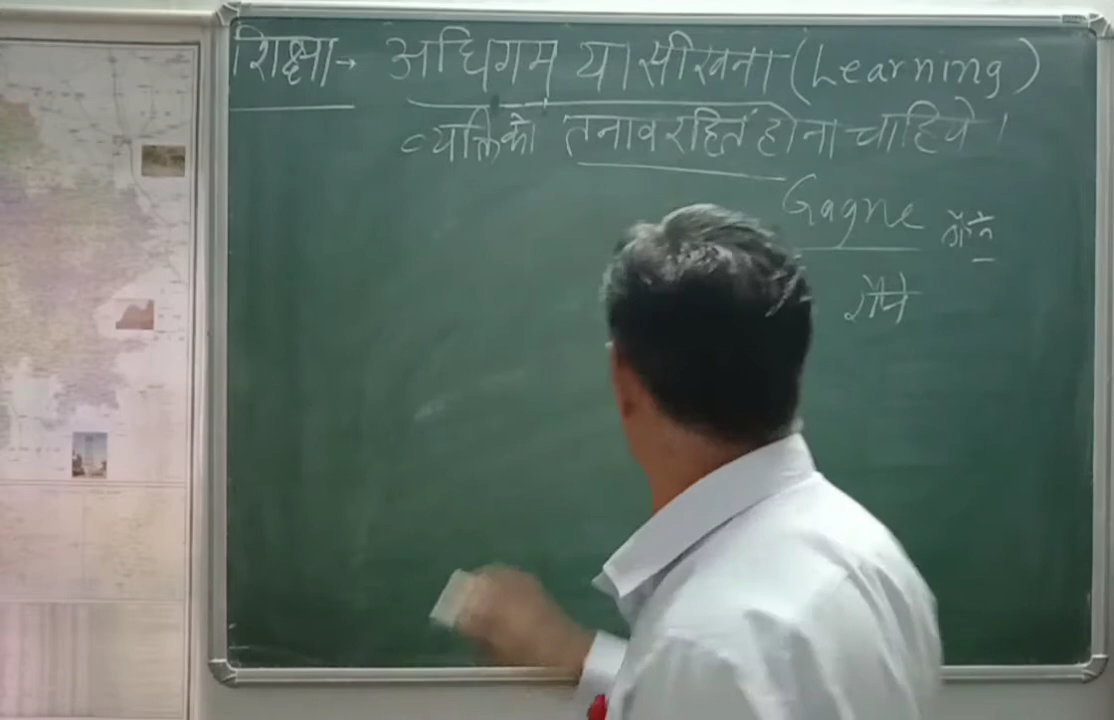 शिक्षा→ अधिगम या सीखना (Learning)
व्यक्ति को तनाव रहित होना चाहिये।
Gagne गॅने
गॅने